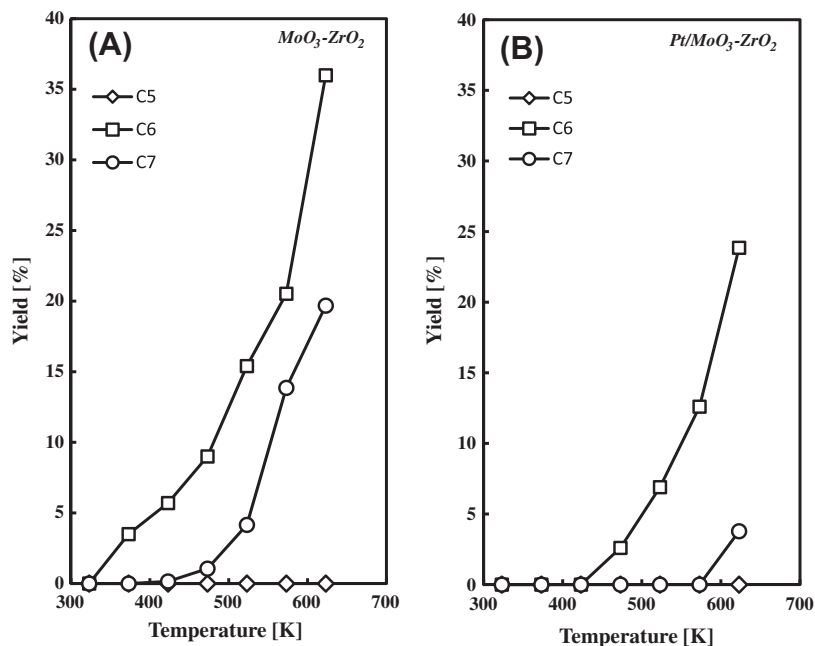 (A)
MoO3-ZrO2
C5
C6
C7
Yield [%]
40
35
30
25
20
15
10
5
0
300 400 500 600 700
Temperature [K]
(B)
Pt/MoO3-ZrO2
C5
C6
C7
Yield [%]
40
35
30
25
20
15
10
5
0
300 400 500 600 700
Temperature [K]